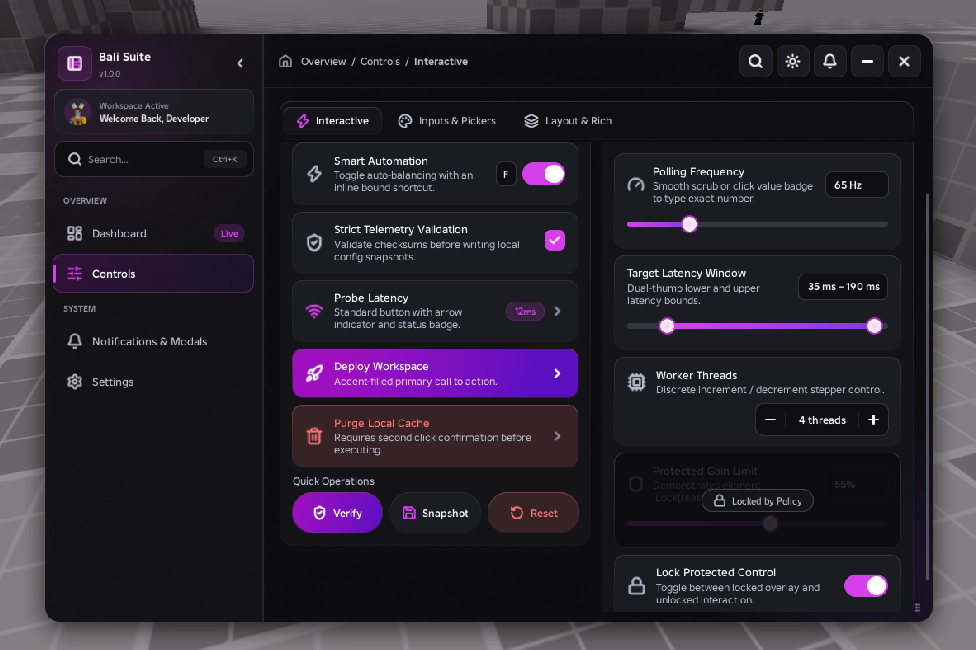 Bali Suite
v1.0.0
Workspace Active
Welcome Back, Developer
Search...
Ctrl+K
OVERVIEW
Dashboard
Live
Controls
SYSTEM
Notifications & Modals
Settings
Overview / Controls / Interactive
Interactive
Inputs & Pickers
Layout & Rich
Smart Automation
Toggle auto-balancing with an
inline bound shortcut.
F
Strict Telemetry Validation
Validate checksums before writing local
config snapshots.
Probe Latency
Standard button with arrow
indicator and status badge.
12ms
Deploy Workspace
Accent-filled primary call to action.
Purge Local Cache
Requires second click confirmation before
executing.
Quick Operations
Verify
Snapshot
Reset
Polling Frequency
Smooth scrub or click value badge
to type exact number.
65 Hz
Target Latency Window
Dual-thumb lower and upper
latency bounds.
35 ms – 190 ms
Worker Threads
Discrete increment / decrement stepper control.
4 threads
Protected Gain Limit
Demonstrates element
55%
Locked by Policy
Lock Protected Control
Toggle between locked overlay and
unlocked interaction.